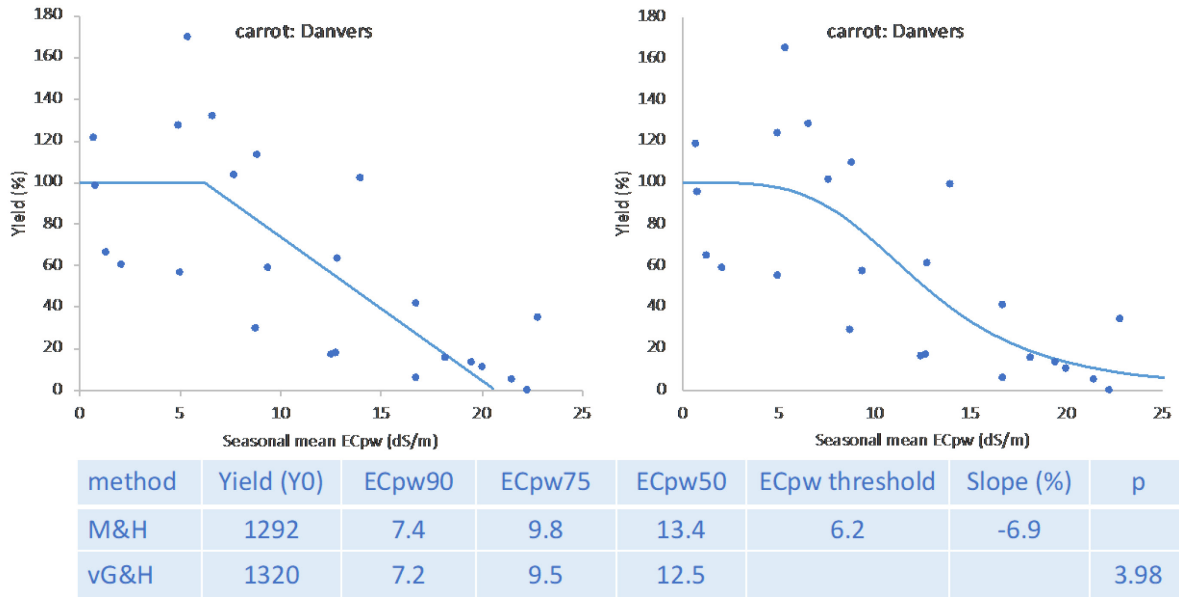 carrot: Danvers
Yield (%)
180
160
140
120
100
80
60
40
20
0
0 5 10 15 20 25
Seasonal mean ECpw (dS/m)
carrot: Danvers
Yield (%)
180
160
140
120
100
80
60
40
20
0
0 5 10 15 20 25
Seasonal mean ECpw (dS/m)
method Yield (Y0) ECpw90 ECpw75 ECpw50 ECpw threshold Slope (%) p
M&H 1292 7.4 9.8 13.4 6.2 -6.9
vG&H 1320 7.2 9.5 12.5 3.98